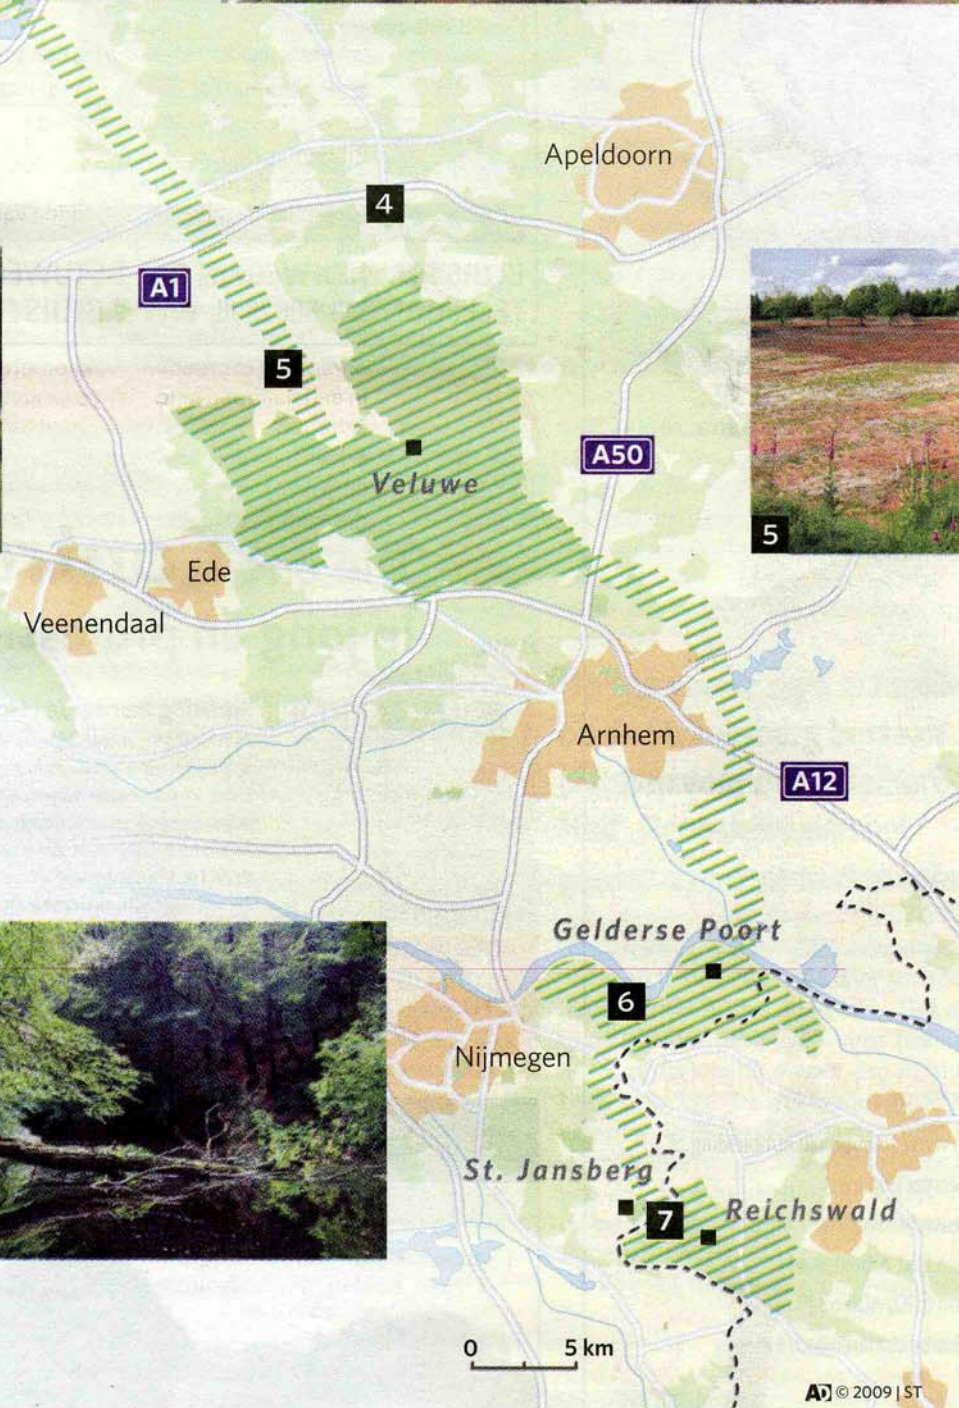 Apeldoorn
4
A1
5
A50
Veluwe
5
Ede
Veenendaal
Arnhem
A12
Gelderse Poort
6
Nijmegen
St. Jansberg
7
Reichswald
0 5 km
AD © 2009 | ST